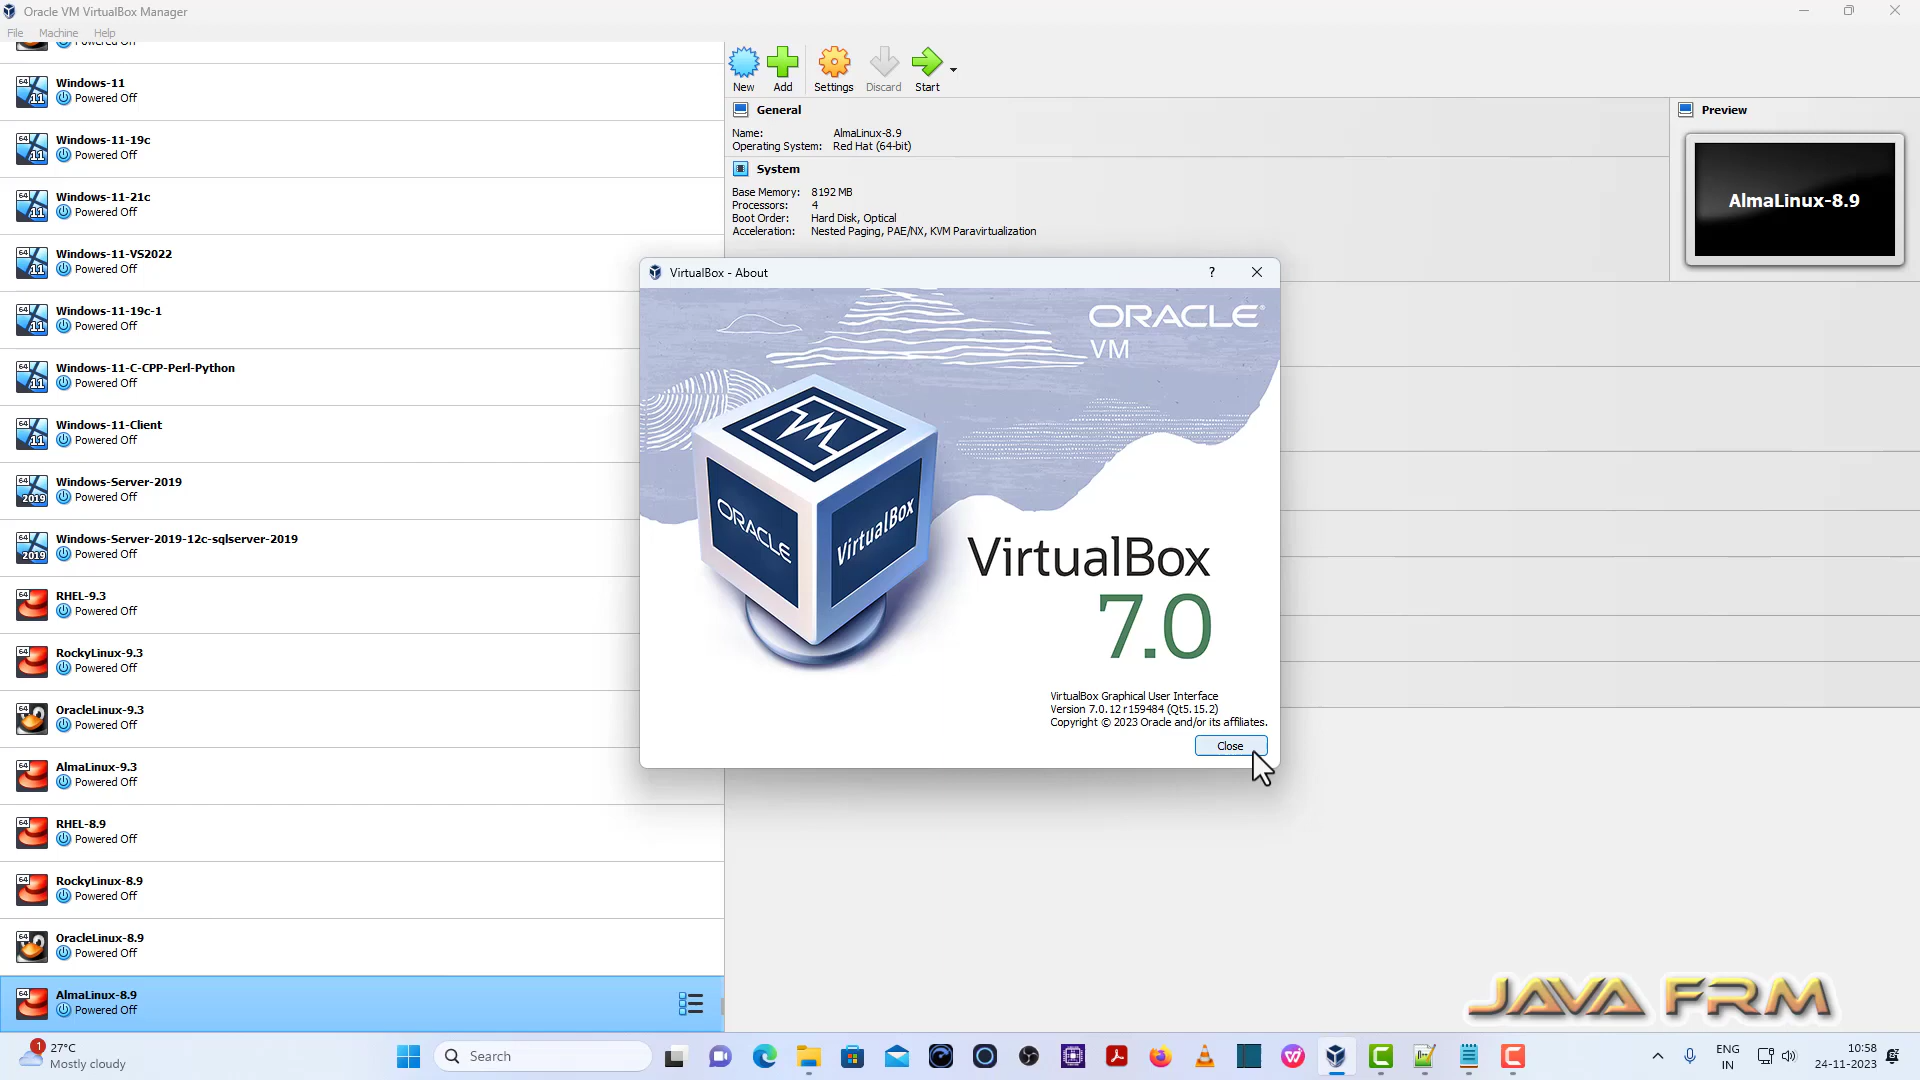 Oracle VM VirtualBox Manager
File Machine Help
Powered Off
Windows-11
Powered Off
Windows-11-19c
Powered Off
Windows-11-21c
Powered Off
Windows-11-VS2022
Powered Off
Windows-11-19c-1
Powered Off
Windows-11-C-CPP-Perl-Python
Powered Off
Windows-11-Client
Powered Off
Windows-Server-2019
Powered Off
Windows-Server-2019-12c-sqlserver-2019
Powered Off
RHEL-9.3
Powered Off
RockyLinux-9.3
Powered Off
OracleLinux-9.3
Powered Off
AlmaLinux-9.3
Powered Off
RHEL-8.9
Powered Off
RockyLinux-8.9
Powered Off
OracleLinux-8.9
Powered Off
AlmaLinux-8.9
Powered Off
New Add Settings Discard Start
General
Name: AlmaLinux-8.9
Operating System: Red Hat (64-bit)
System
Base Memory: 8192 MB
Processors: 4
Boot Order: Hard Disk, Optical
Acceleration: Nested Paging, PAE/NX, KVM Paravirtualization
Preview
AlmaLinux-8.9
VirtualBox - About
ORACLE
VM
ORACLE
VirtualBox
VirtualBox
7.0
VirtualBox Graphical User Interface
Version 7.0.12 r159484 (Qt5.15.2)
Copyright © 2023 Oracle and/or its affiliates.
Close
JAVA FRM
1
27°C
Mostly cloudy
Search
ENG
IN
10:58
24-11-2023